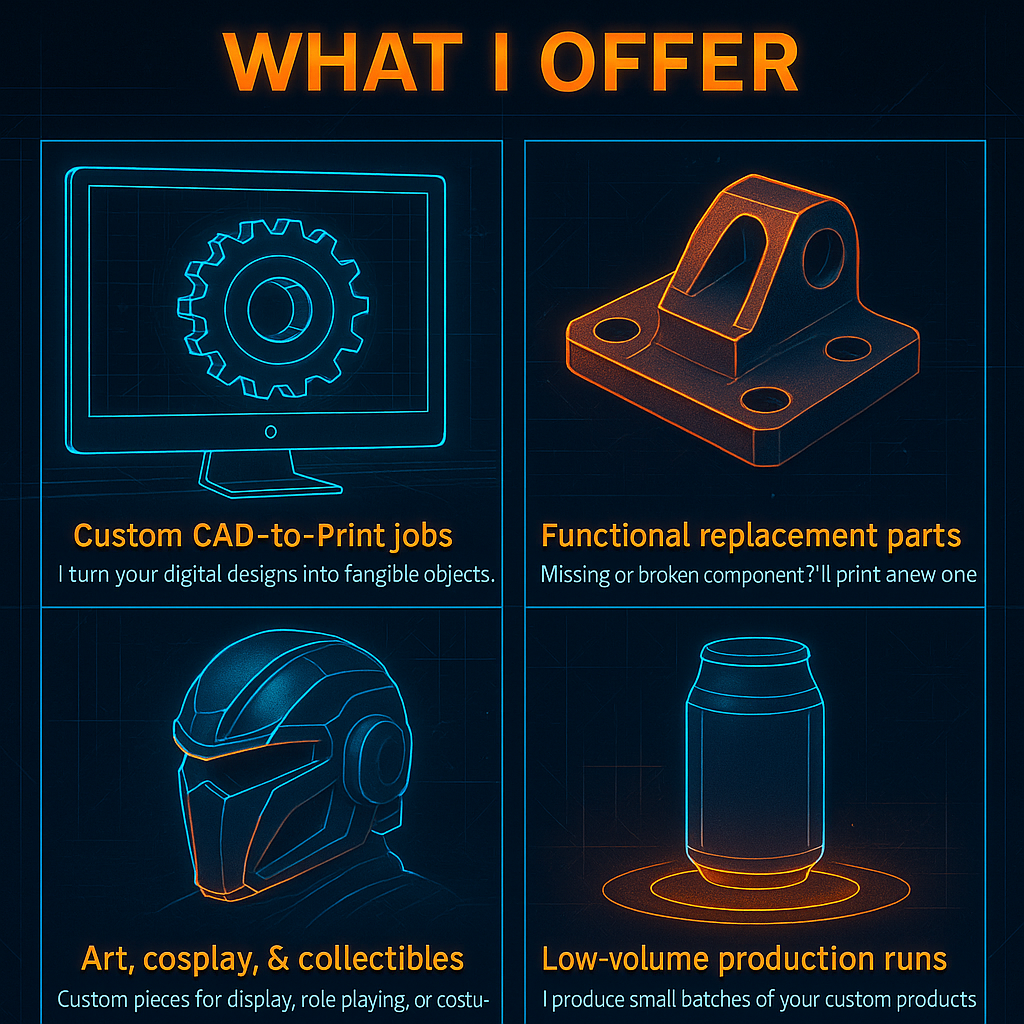 WHAT I OFFER
Custom CAD-to-Print jobs
I turn your digital designs into fangible objects.
Functional replacement parts
Missing or broken component?'ll print anew one
Art, cosplay, & collectibles
Custom pieces for display, role playing, or costu-
Low-volume production runs
I produce small batches of your custom products